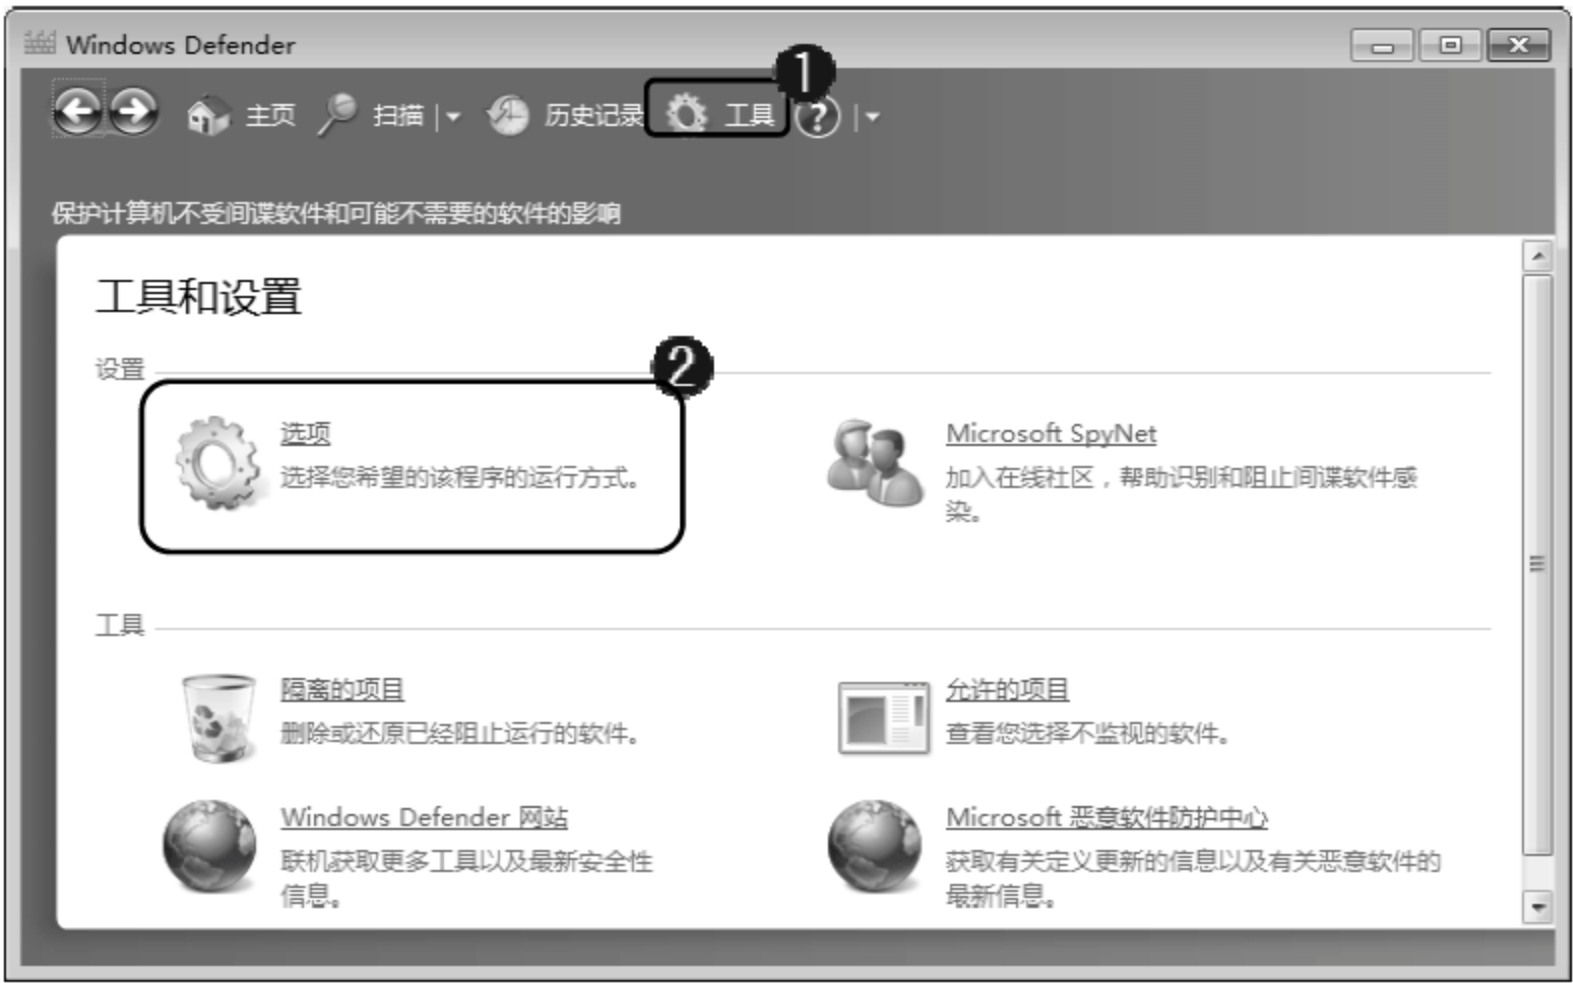 Windows Defender
主页 扫描 历史记录 工具 ?
1
保护计算机不受间谍软件和可能不需要的软件的影响
工具和设置
设置
2
选项
选择您希望的该程序的运行方式。
Microsoft SpyNet
加入在线社区，帮助识别和阻止间谍软件感
染。
工具
隔离的项目
删除或还原已经阻止运行的软件。
允许的项目
查看您选择不监视的软件。
Windows Defender 网站
联机获取更多工具以及最新安全性
信息。
Microsoft 恶意软件防护中心
获取有关定义更新的信息以及有关恶意软件的
最新信息。